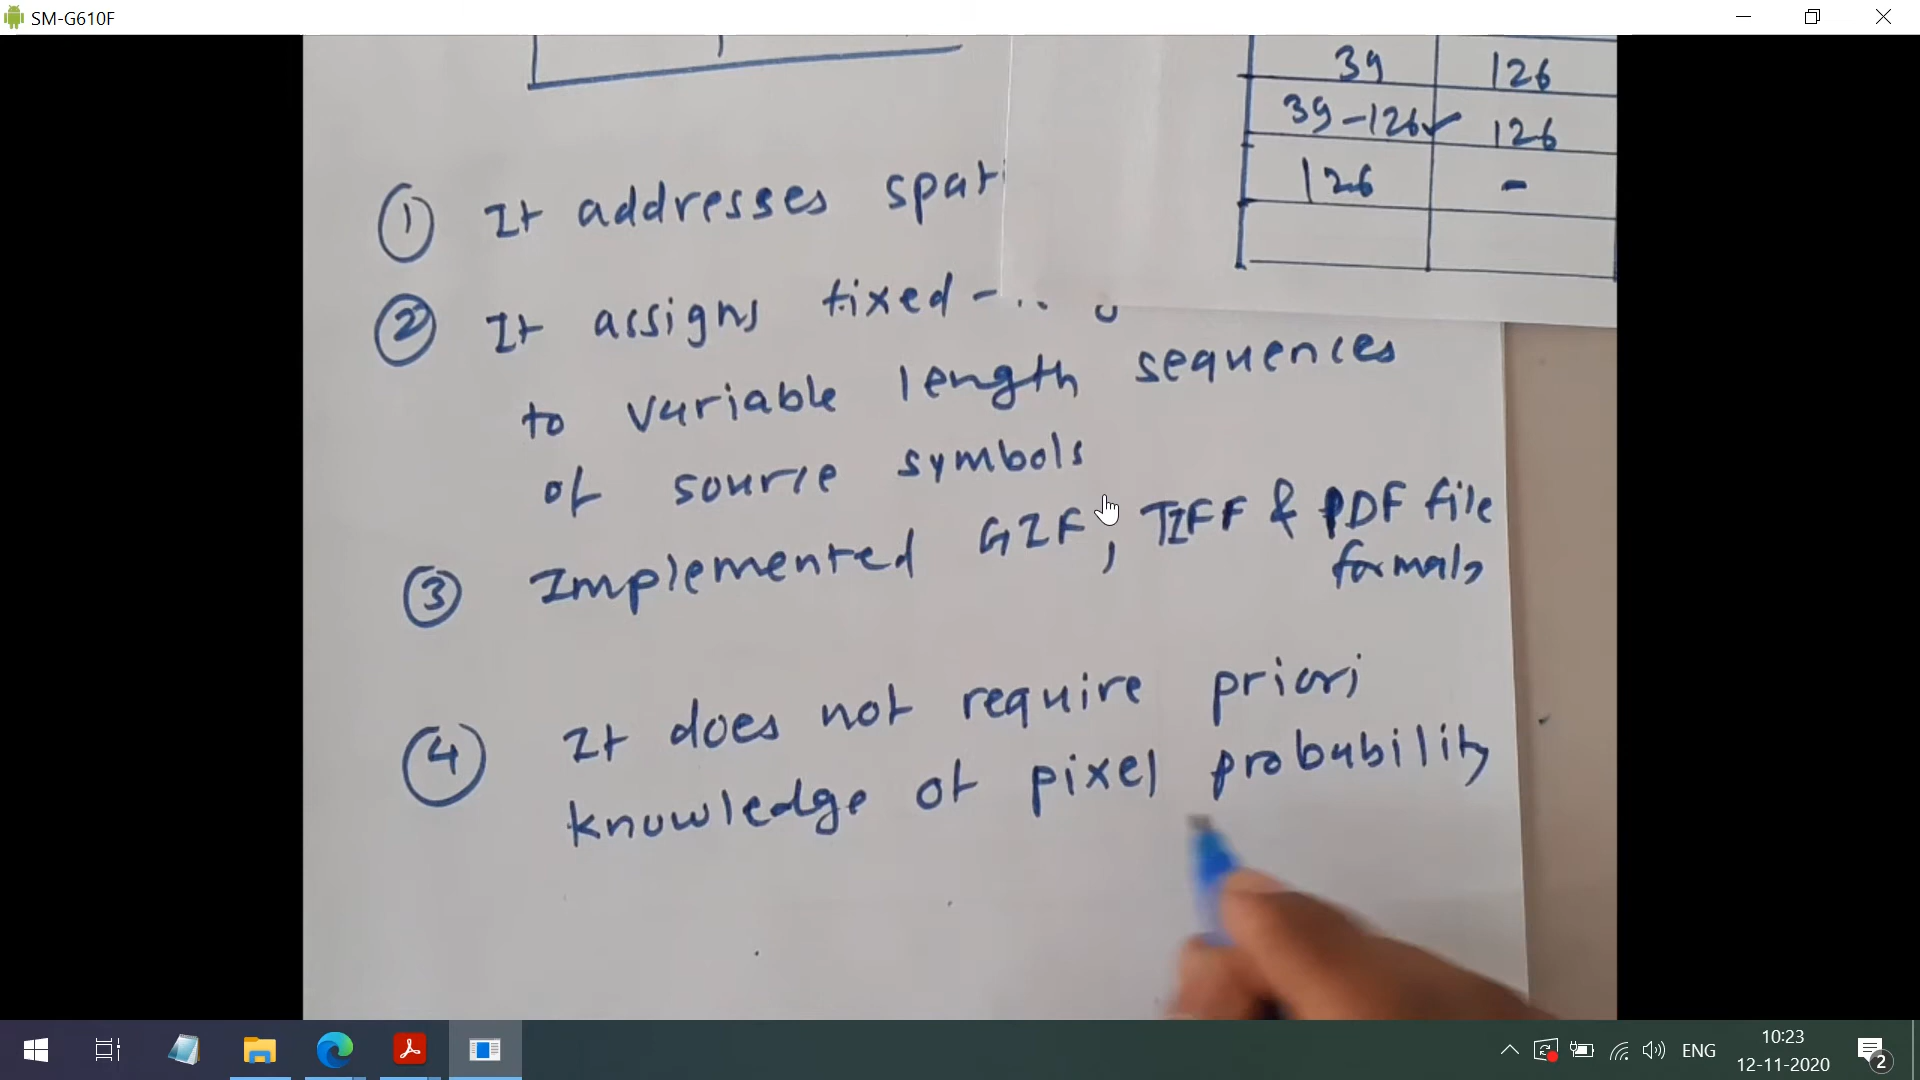 SM-G610F
39 126
39-126✓ 126
126 -
① It addresses
② It assigns fixed-
to variable length sequences
of source symbols
③ Implemented GIF, TIFF & PDF file
formats
④ It does not require priori
knowledge of pixel probability
ENG
10:23
12-11-2020
2